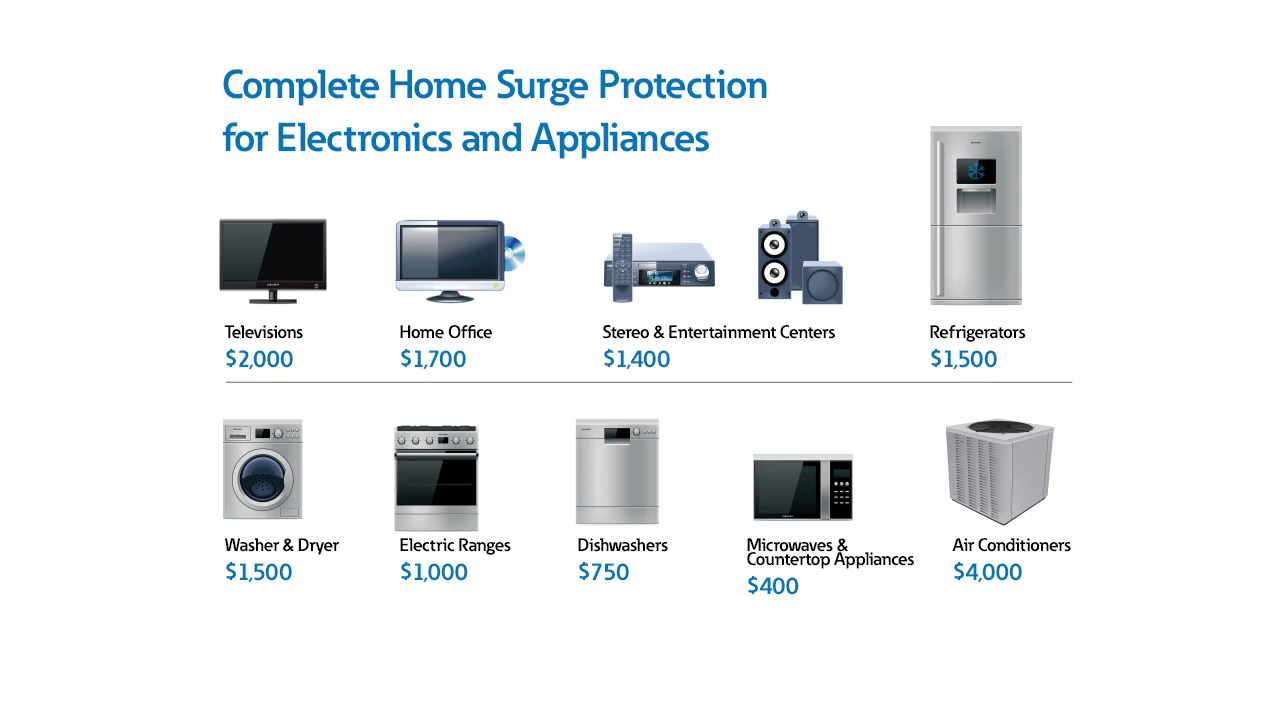 Complete Home Surge Protection
for Electronics and Appliances
Televisions
$2,000
Home Office
$1,700
Stereo & Entertainment Centers
$1,400
Refrigerators
$1,500
Washer & Dryer
$1,500
Electric Ranges
$1,000
Dishwashers
$750
Microwaves &
Countertop Appliances
$400
Air Conditioners
$4,000